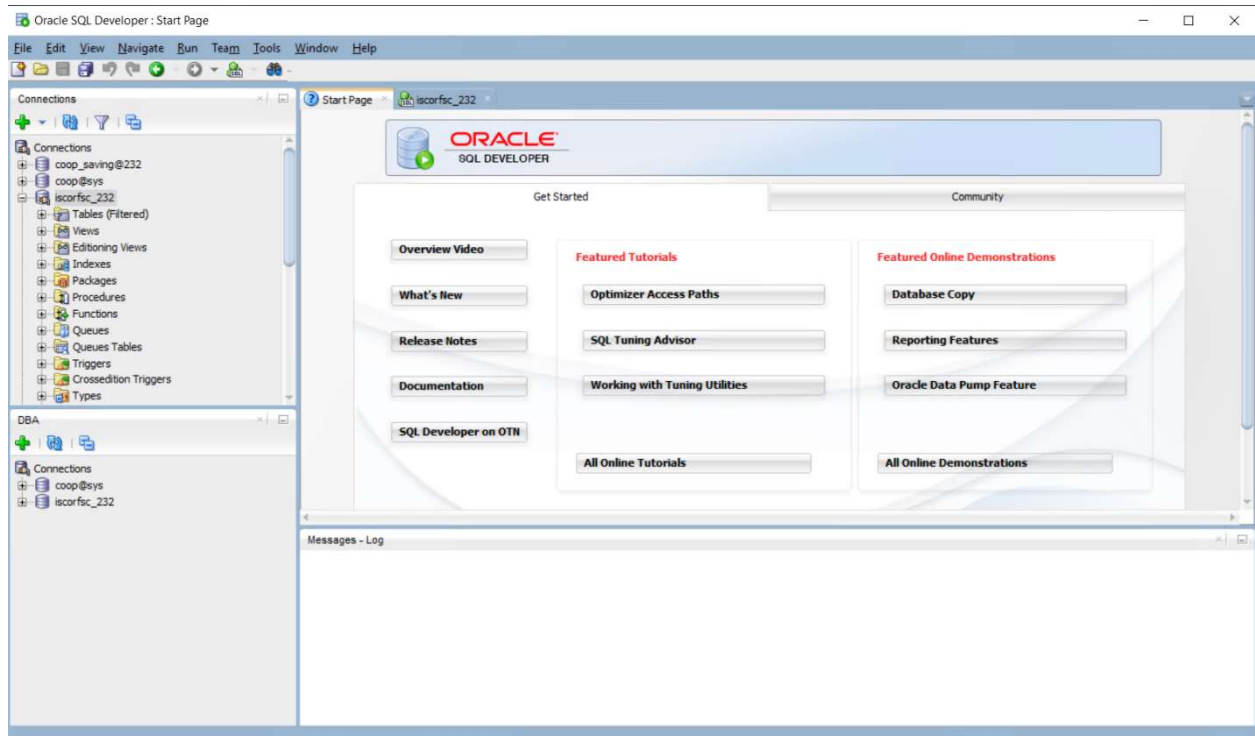 Oracle SQL Developer : Start Page
File Edit View Navigate Run Team Tools Window Help
Connections
Connections
coop_saving@232
coop@sys
iscorfsc_232
Tables (Filtered)
Views
Editioning Views
Indexes
Packages
Procedures
Functions
Queues
Queues Tables
Triggers
Crossedition Triggers
Types
DBA
Connections
coop@sys
iscorfsc_232
Start Page iscorfsc_232
ORACLE
SQL DEVELOPER
Get Started Community
Overview Video
What's New
Release Notes
Documentation
SQL Developer on OTN
Featured Tutorials
Optimizer Access Paths
SQL Tuning Advisor
Working with Tuning Utilities
All Online Tutorials
Featured Online Demonstrations
Database Copy
Reporting Features
Oracle Data Pump Feature
All Online Demonstrations
Messages - Log